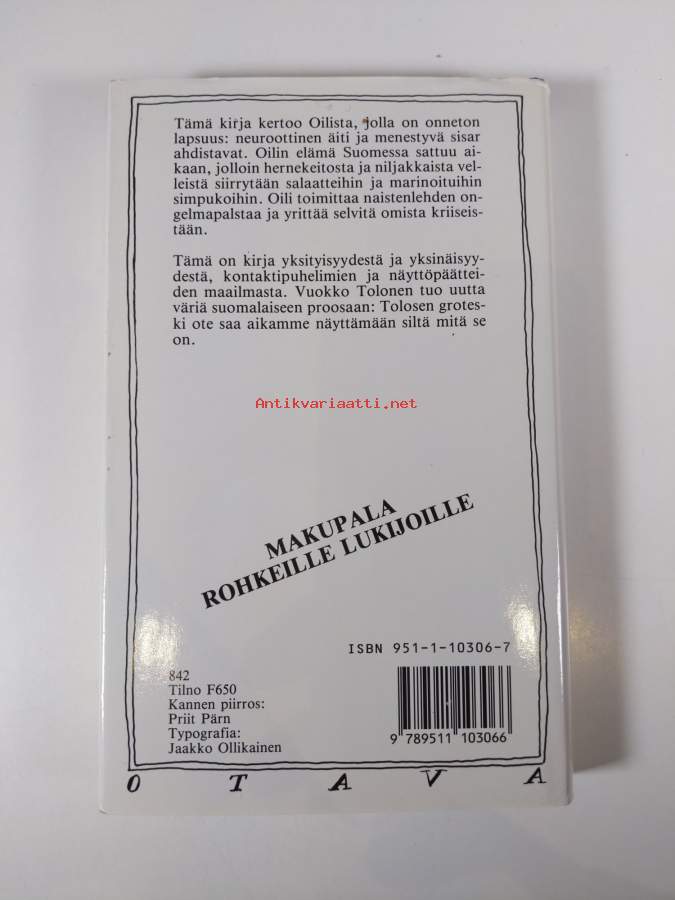 Tämä kirja kertoo Oilista, jolla on onneton
lapsuus: neuroottinen äiti ja menestyvä sisar
ahdistavat. Oilin elämä Suomessa sattuu ai-
kaan, jolloin hernekeitosta ja niljakkaista vel-
leistä siirrytään salaatteihin ja marinoituihin
simpukoihin. Oili toimittaa naistenlehden on-
gelmapalstaa ja yrittää selvitä omista kriiseis-
tään.
Tämä on kirja yksityisyydestä ja yksinäisyy-
destä, kontaktipuhelimien ja näyttöpäättei-
den maailmasta. Vuokko Tolonen tuo uutta
väriä suomalaiseen proosaan: Tolosen grotes-
ki ote saa aikamme näyttämään siltä mitä se
on.
Antikvariaatti.net
MAKUPALA
ROHKEILLE LUKIJOILLE
ISBN 951-1-10306-7
842
Tilno F650
Kannen piirros:
Priit Pärn
Typografia:
Jaakko Ollikainen
9 789511 103066
O T A V A